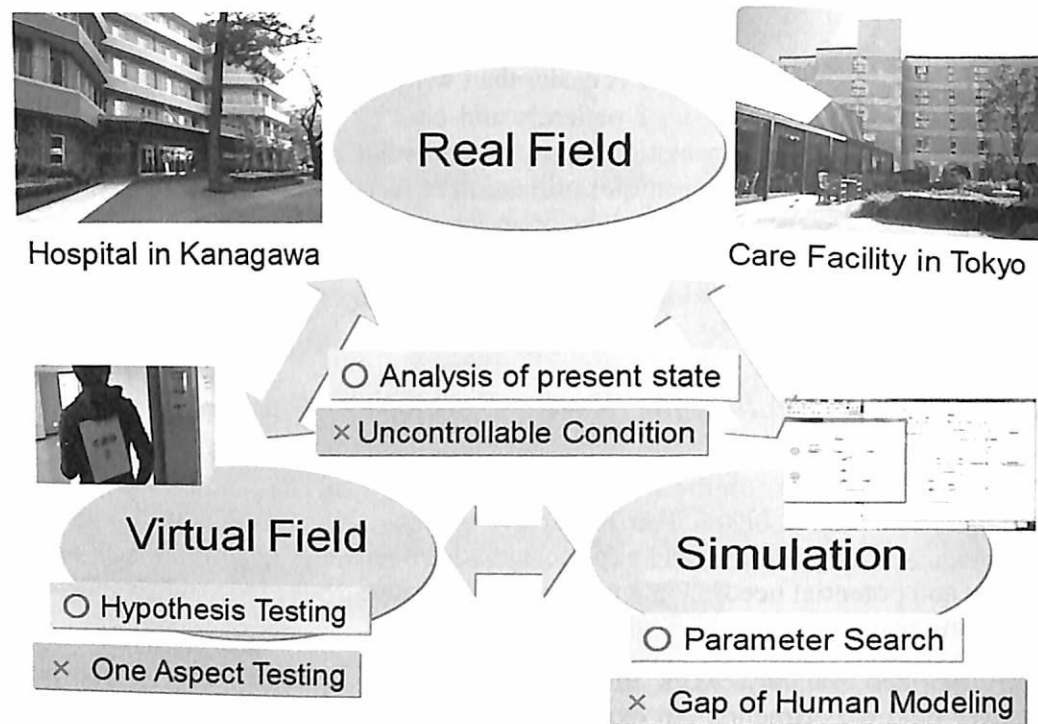 Real Field
Hospital in Kanagawa
Care Facility in Tokyo
○ Analysis of present state
× Uncontrollable Condition
Virtual Field
○ Hypothesis Testing
× One Aspect Testing
Simulation
○ Parameter Search
× Gap of Human Modeling